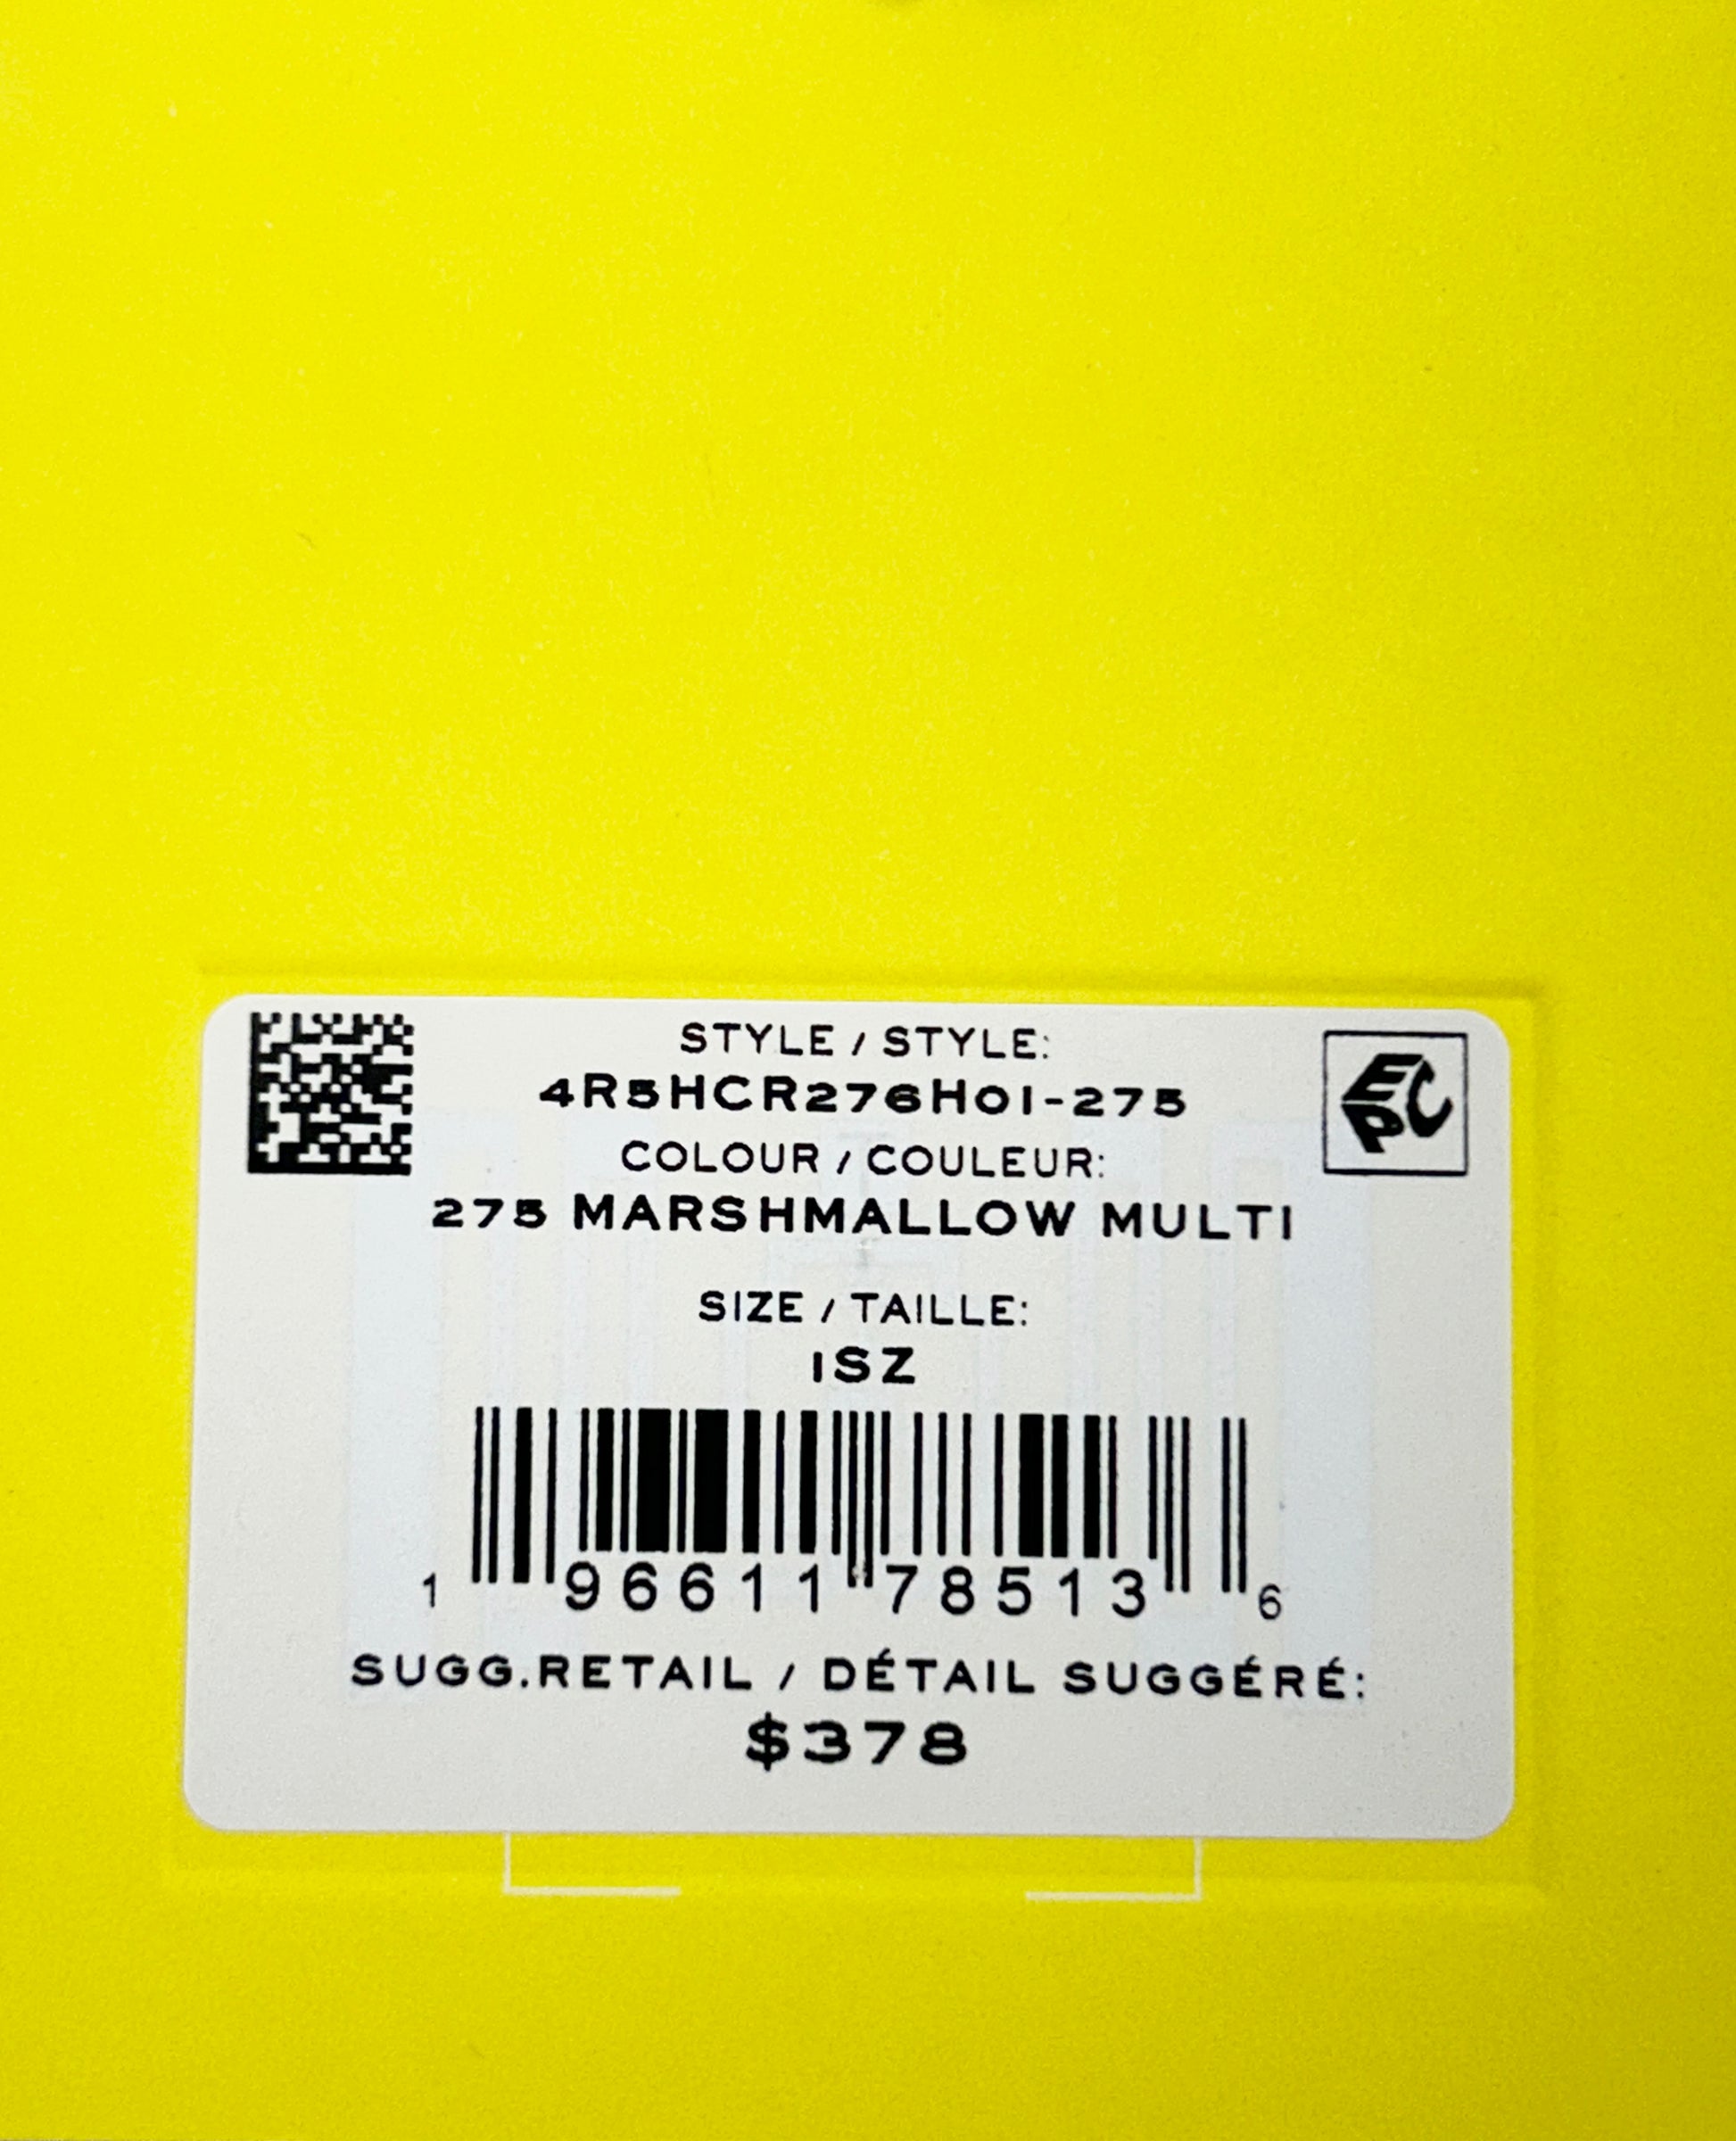 STYLE / STYLE:
4R5HCR276H01-275
EPC
COLOUR / COULEUR:
275 MARSHMALLOW MULTI
SIZE / TAILLE:
1SZ
1 96611 78513 6
SUGG.RETAIL / DÉTAIL SUGGÉRÉ:
$378